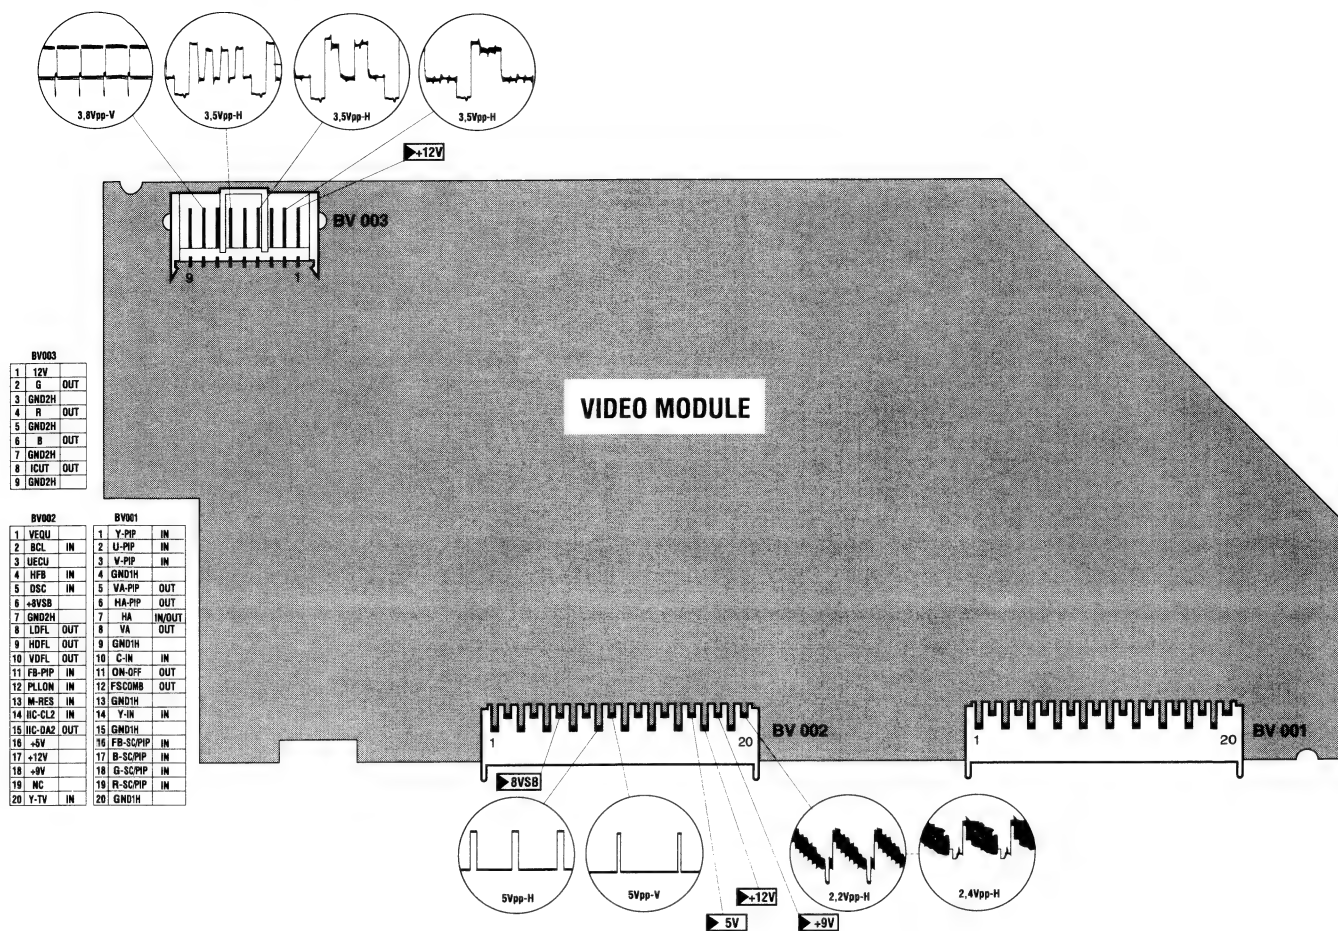 3,8Vpp-V 3,5Vpp-H 3,5Vpp-H 3,5Vpp-H
+12V
BV 003
9 1
BV003
1 12V
2 G OUT
3 GND2H
4 R OUT
5 GND2H
6 B OUT
7 GND2H
8 ICUT OUT
9 GND2H
VIDEO MODULE
BV002
1 VEQU
2 BCL IN
3 UECU
4 HFB IN
5 DSC IN
6 +8VSB
7 GND2H
8 LDFL OUT
9 HDFL OUT
10 VDFL OUT
11 FB-PIP IN
12 PLLON IN
13 M-RES IN
14 IIC-CL2 IN
15 IIC-DA2 OUT
16 +5V
17 +12V
18 +9V
19 NC
20 Y-TV IN
BV001
1 Y-PIP IN
2 U-PIP IN
3 V-PIP IN
4 GND1H
5 VA-PIP OUT
6 HA-PIP OUT
7 HA IN/OUT
8 VA OUT
9 GND1H
10 C-IN IN
11 ON-OFF OUT
12 FSCOMB OUT
13 GND1H
14 Y-IN IN
15 GND1H
16 FB-SC/PIP IN
17 B-SC/PIP IN
18 G-SC/PIP IN
19 R-SC/PIP IN
20 GND1H
1 20 BV 002
1 20 BV 001
8VSB
5Vpp-H 5Vpp-V 2,2Vpp-H 2,4Vpp-H
+12V
5V +9V